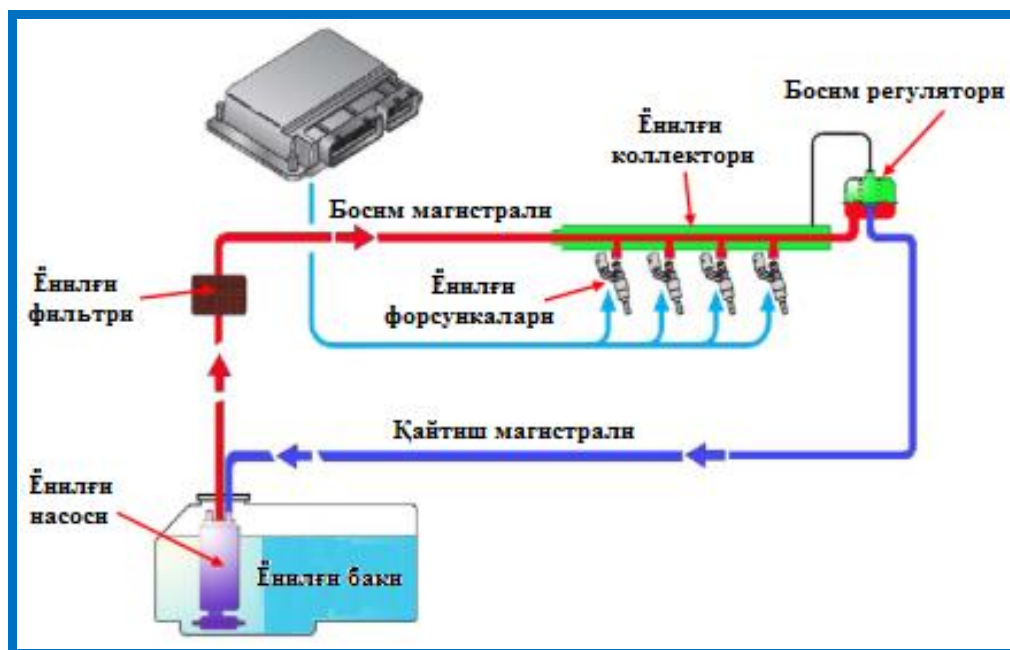 Босим регулятори
Ёнилғи
коллектори
Босим магистрали
Ёнилғи
фильтри
Ёнилғи
форсункалари
Қайтиш магистрали
Ёнилғи
насоси
Ёнилғи баки